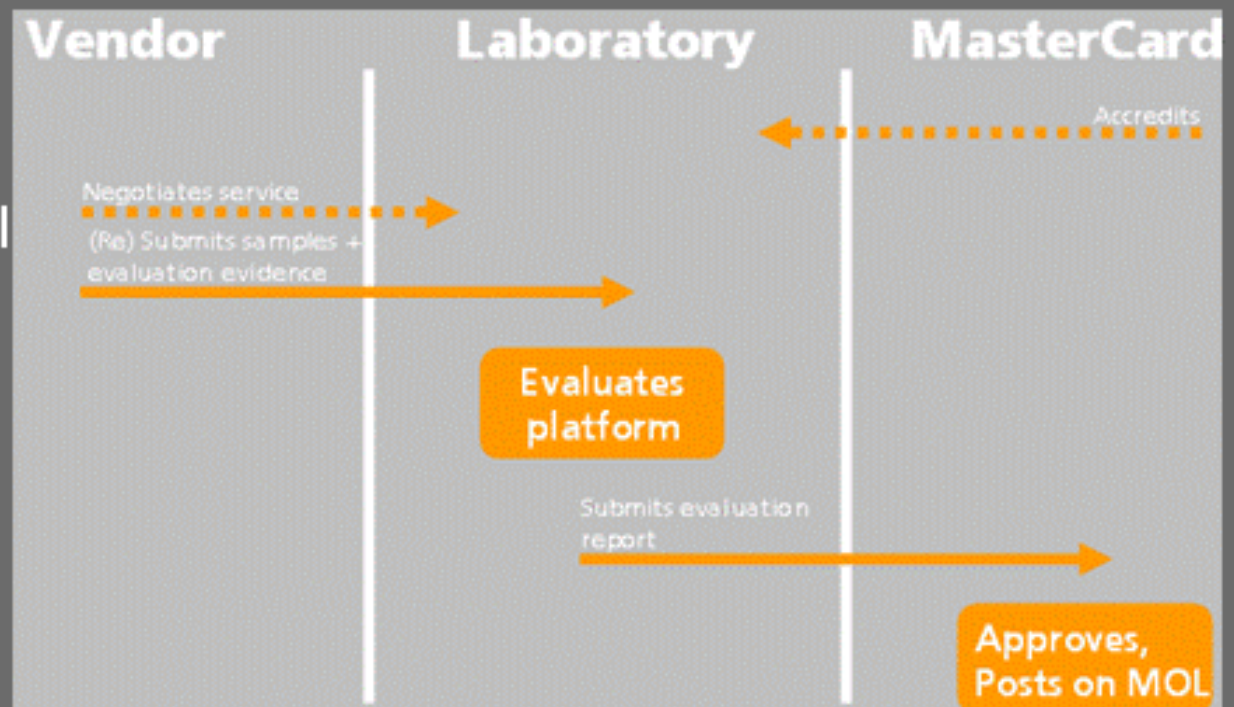 Vendor
Laboratory
MasterCard
Accredits
Negotiates service
(Re) Submits samples +
evaluation evidence
Evaluates
platform
Submits evaluation
report
Approves,
Posts on MOL